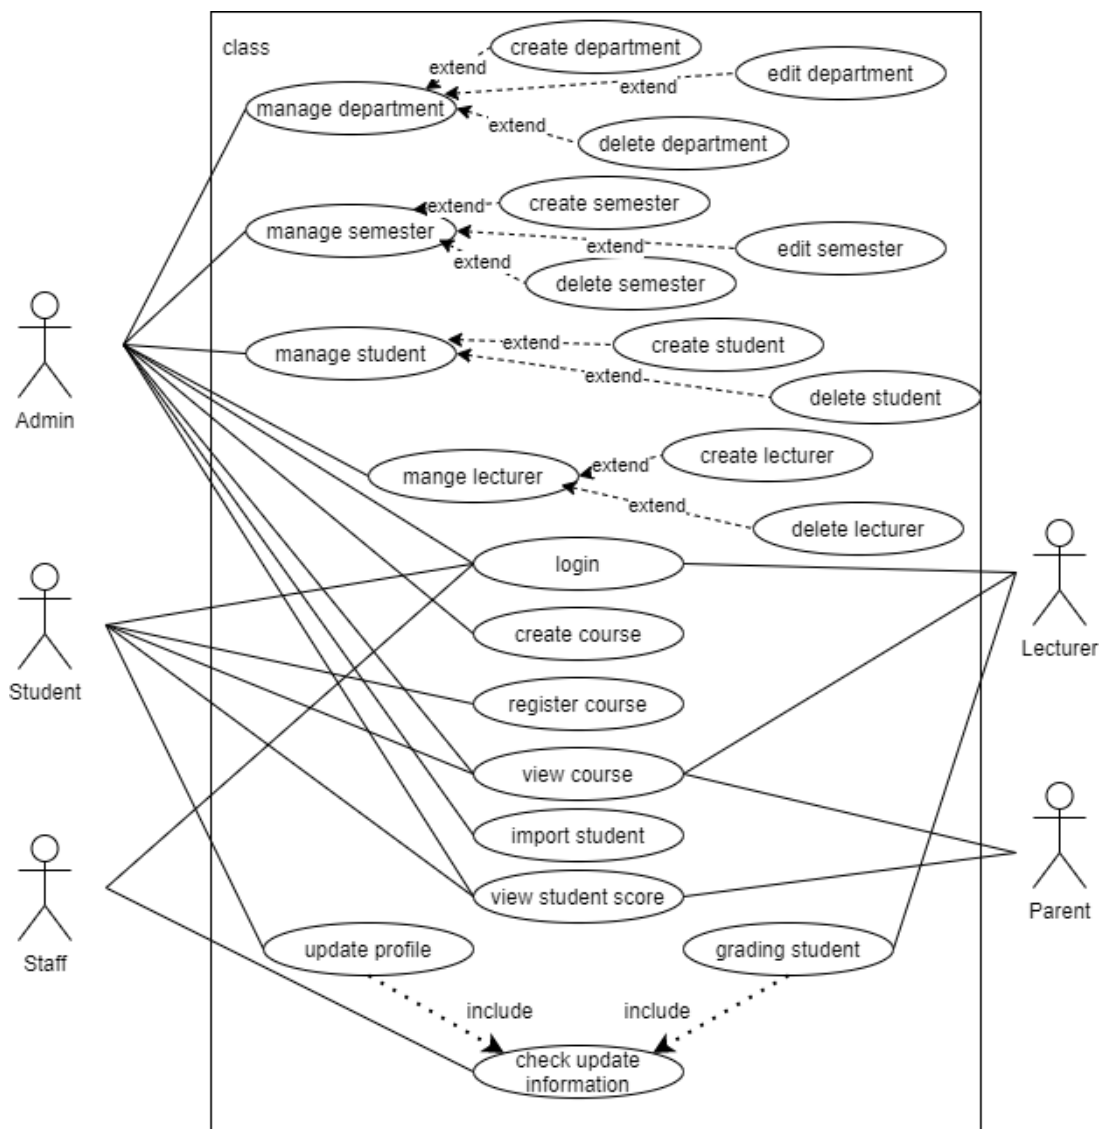 class
create department
extend
edit department
extend
manage department
extend
delete department
create semester
extend
manage semester
extend
edit semester
extend
delete semester
extend
create student
manage student
extend
delete student
Admin
create lecturer
extend
mange lecturer
extend
delete lecturer
login
create course
Lecturer
Student
register course
view course
import student
view student score
Parent
Staff
update profile
grading student
include
include
check update
information